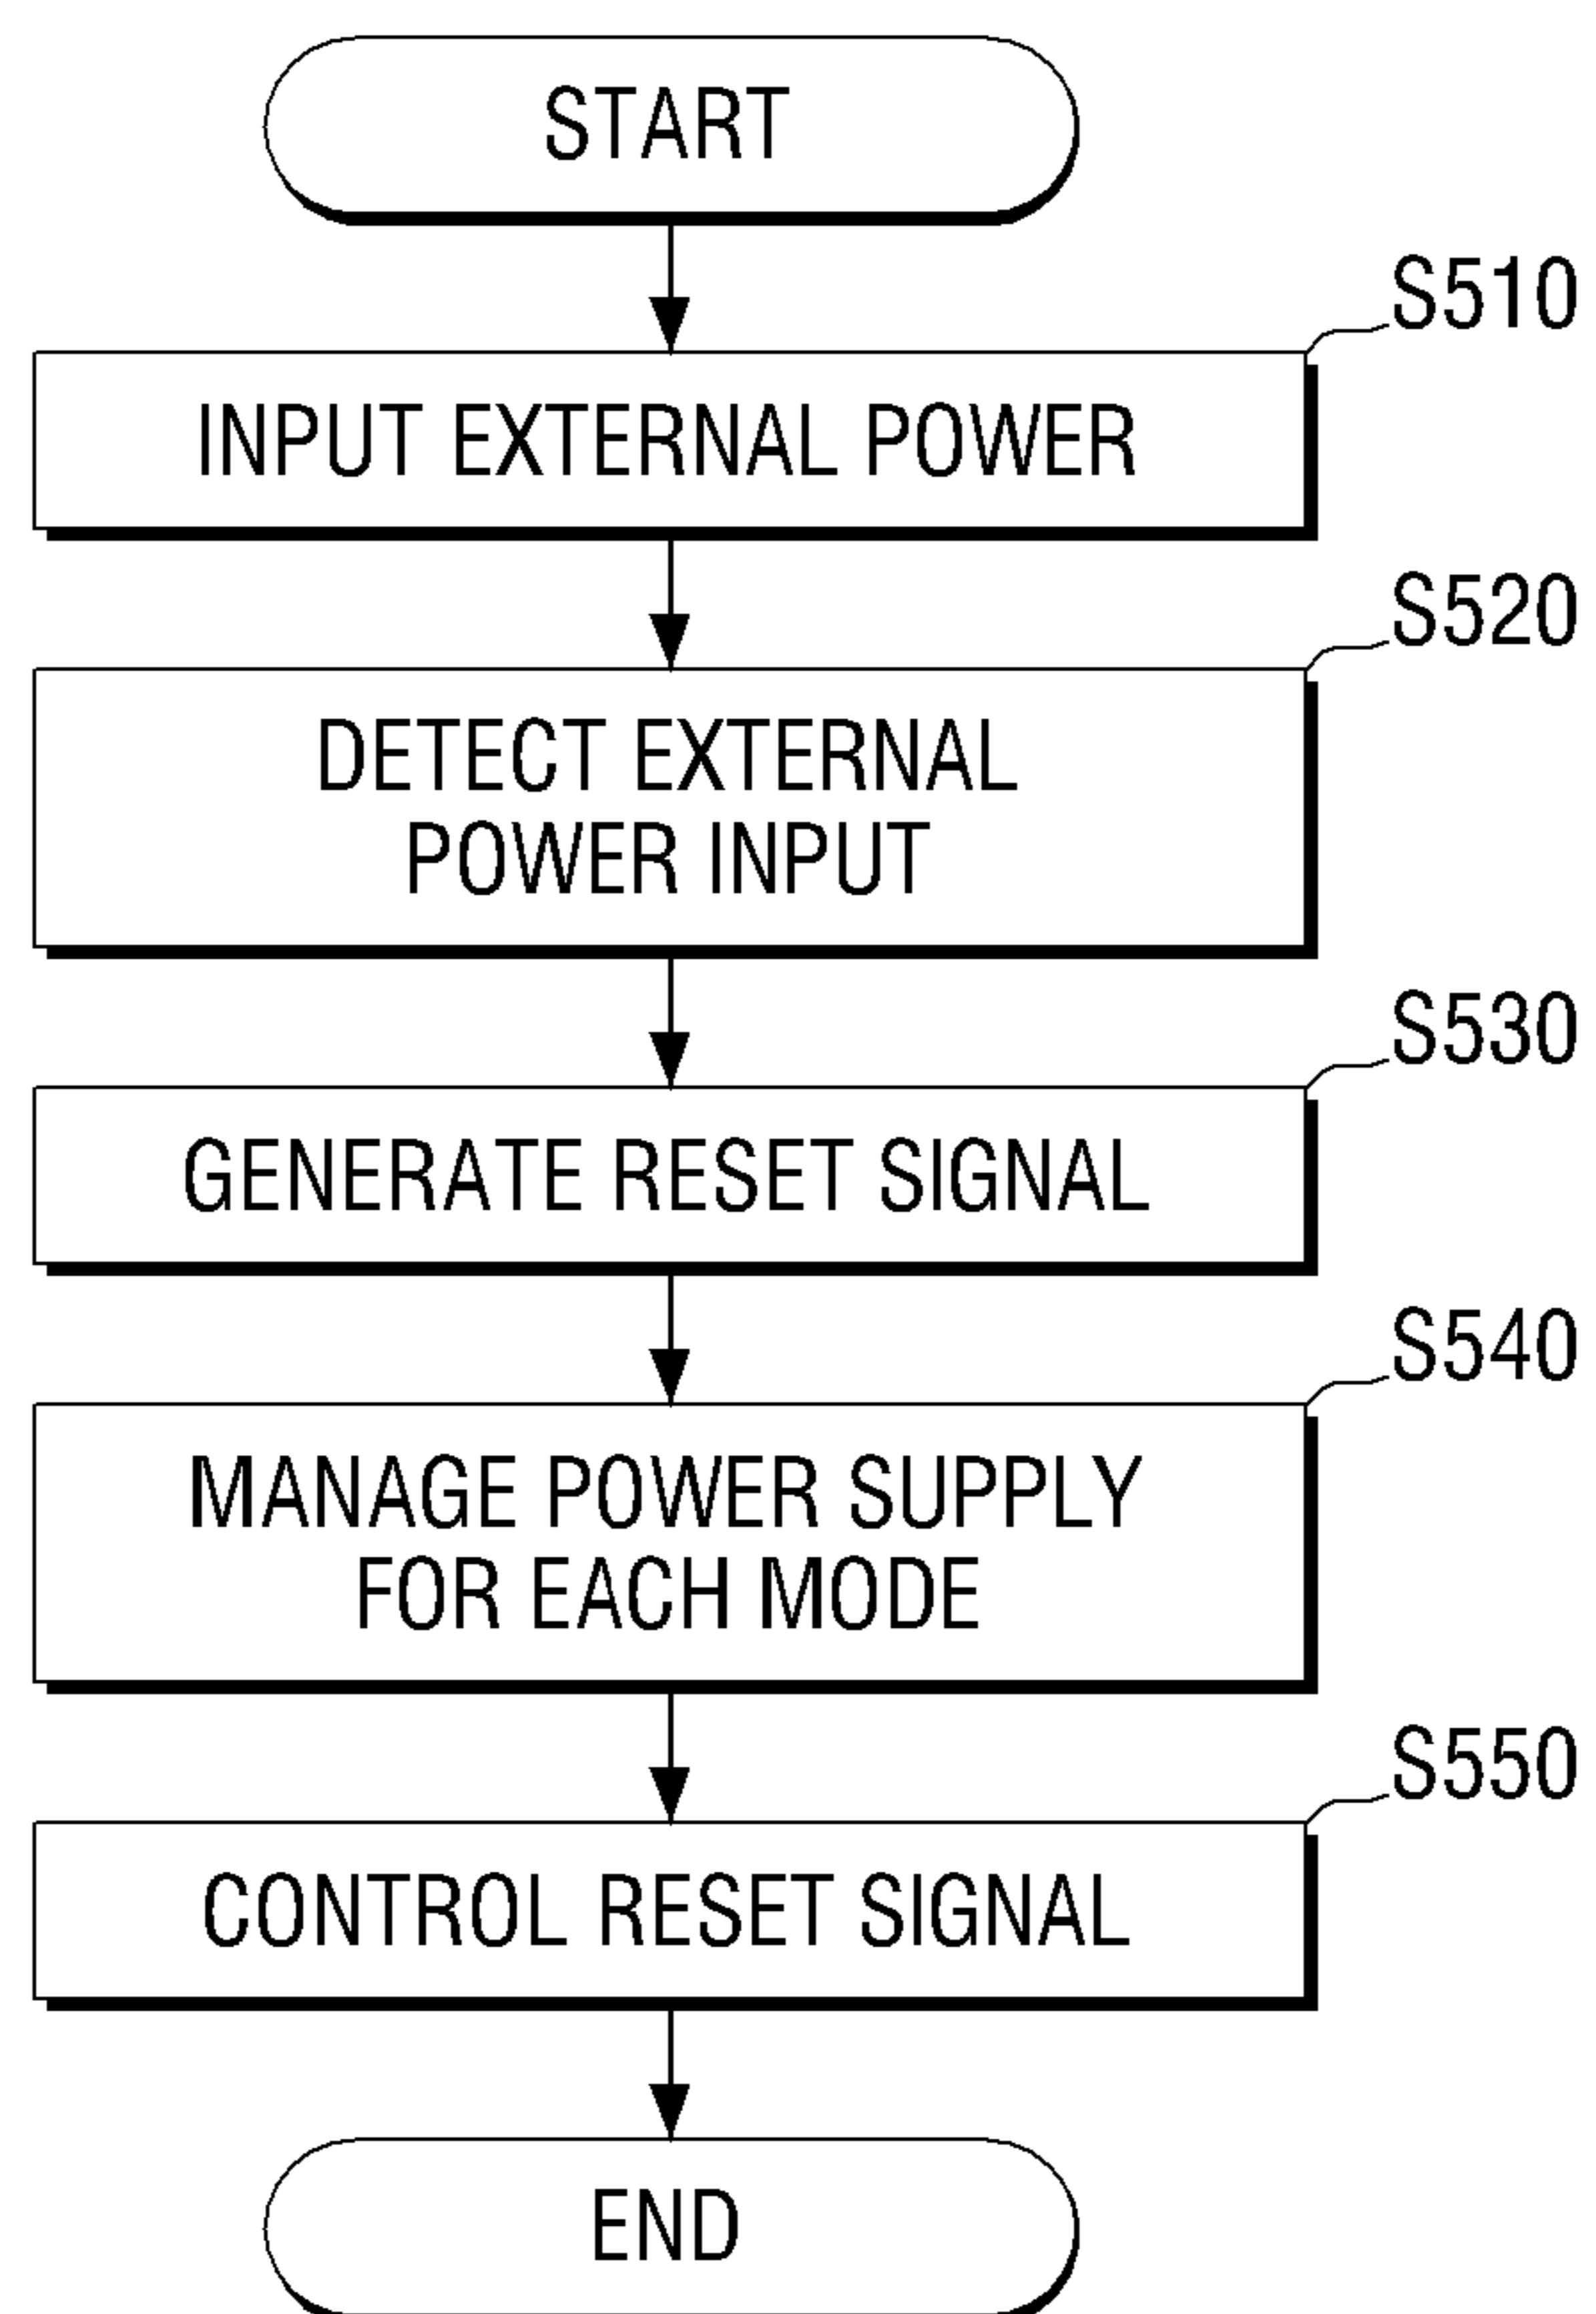 START
S510
INPUT EXTERNAL POWER
S520
DETECT EXTERNAL
POWER INPUT
S530
GENERATE RESET SIGNAL
S540
MANAGE POWER SUPPLY
FOR EACH MODE
S550
CONTROL RESET SIGNAL
END